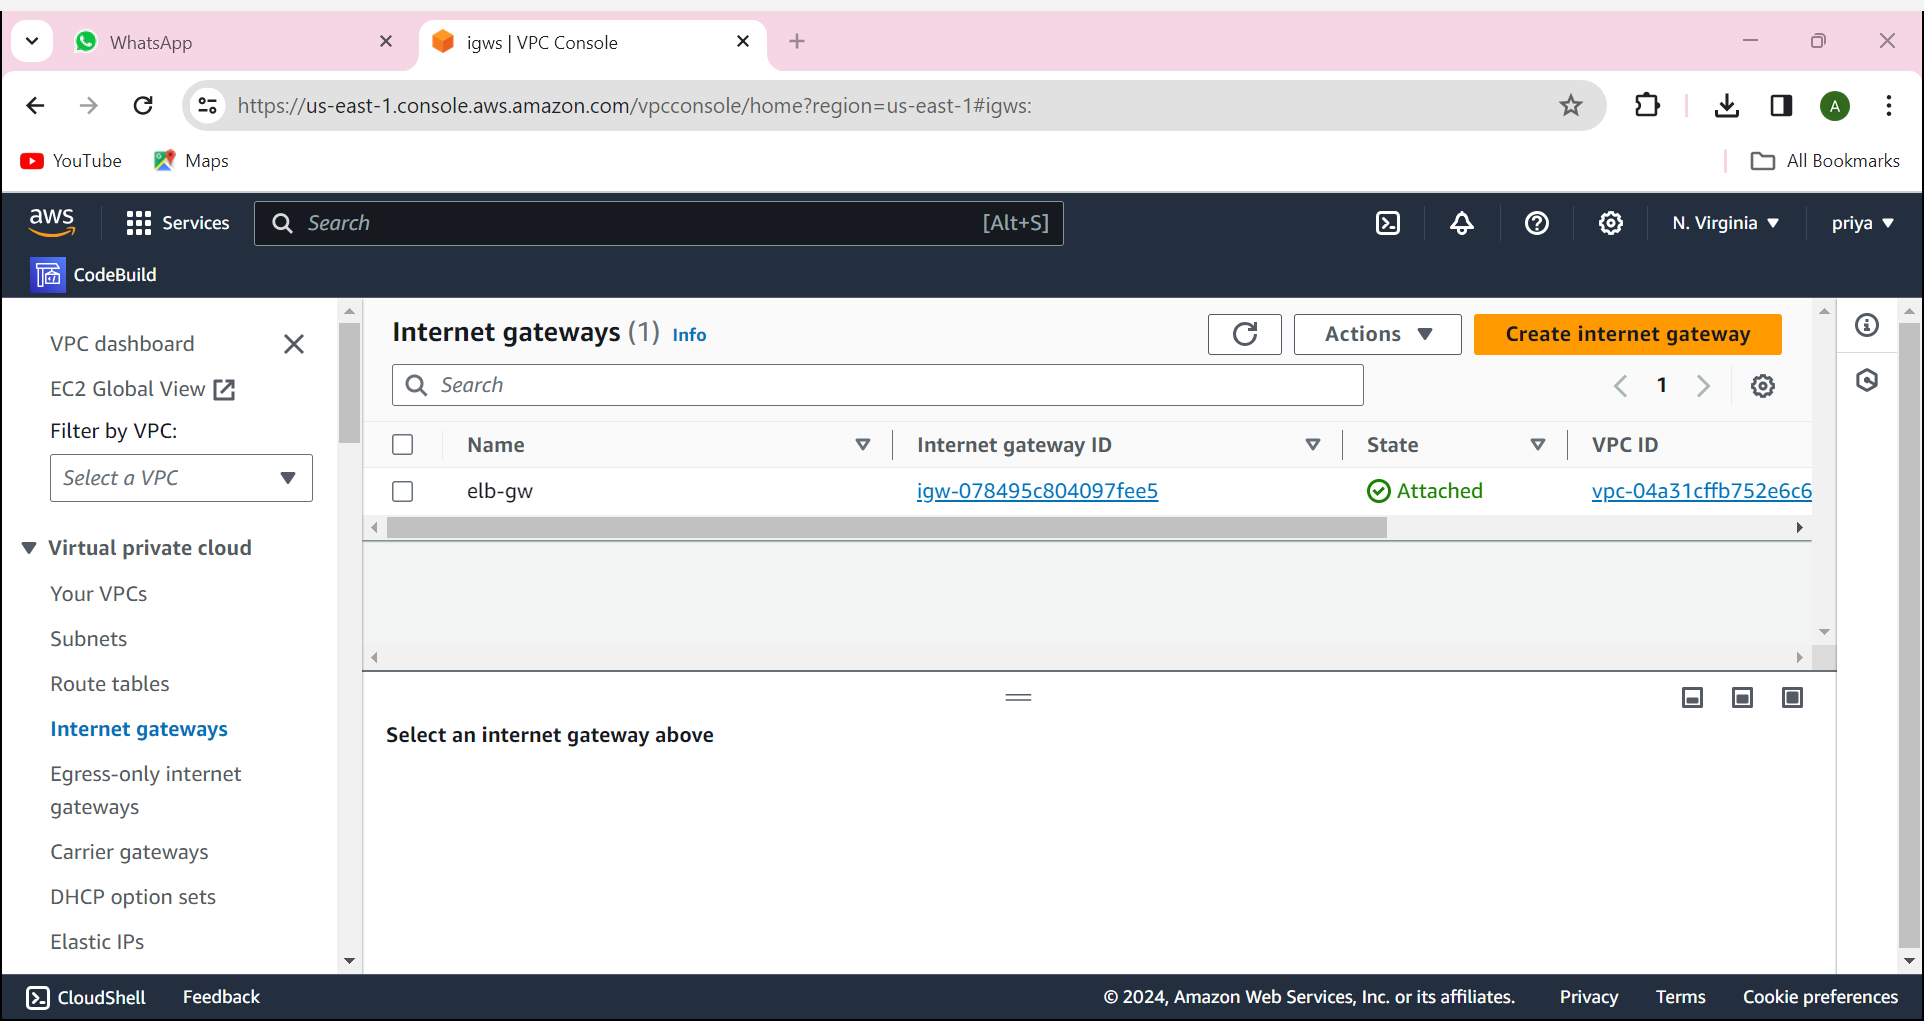 WhatsApp
igws | VPC Console
https://us-east-1.console.aws.amazon.com/vpcconsole/home?region=us-east-1#igws:
A
YouTube
Maps
All Bookmarks
aws
Services
Search
[Alt+S]
N. Virginia
priya
CodeBuild
VPC dashboard
EC2 Global View
Filter by VPC:
Select a VPC
Virtual private cloud
Your VPCs
Subnets
Route tables
Internet gateways
Egress-only internet
gateways
Carrier gateways
DHCP option sets
Elastic IPs
Internet gateways (1) Info
Actions
Create internet gateway
Search
1
Name
Internet gateway ID
State
VPC ID
elb-gw
igw-078495c804097fee5
Attached
vpc-04a31cffb752e6c6
Select an internet gateway above
CloudShell
Feedback
© 2024, Amazon Web Services, Inc. or its affiliates.
Privacy
Terms
Cookie preferences